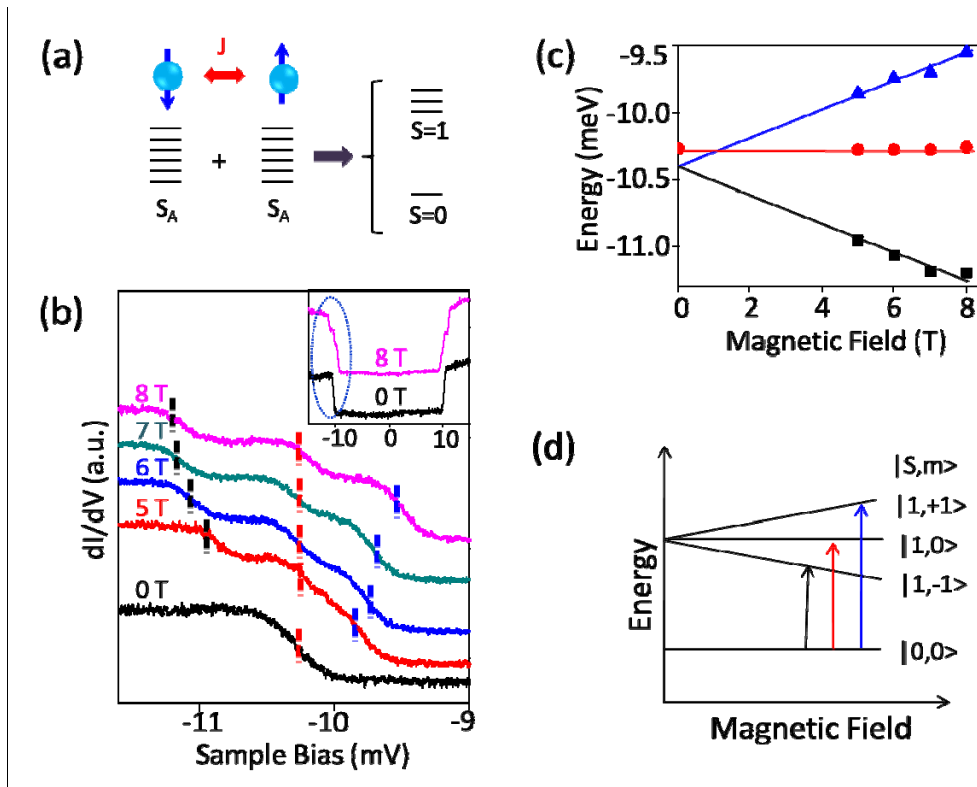 (a)
J
S=1
+
S_A
S_A
S=0
(c)
-9.5
-10.0
-10.5
-11.0
Energy (meV)
0
2
4
6
8
Magnetic Field (T)
(b)
8 T
0 T
-10
0
10
8 T
7 T
6 T
5 T
0 T
dI/dV (a.u.)
-11
-10
-9
Sample Bias (mV)
(d)
|S,m>
|1,+1>
|1,0>
|1,-1>
|0,0>
Energy
Magnetic Field